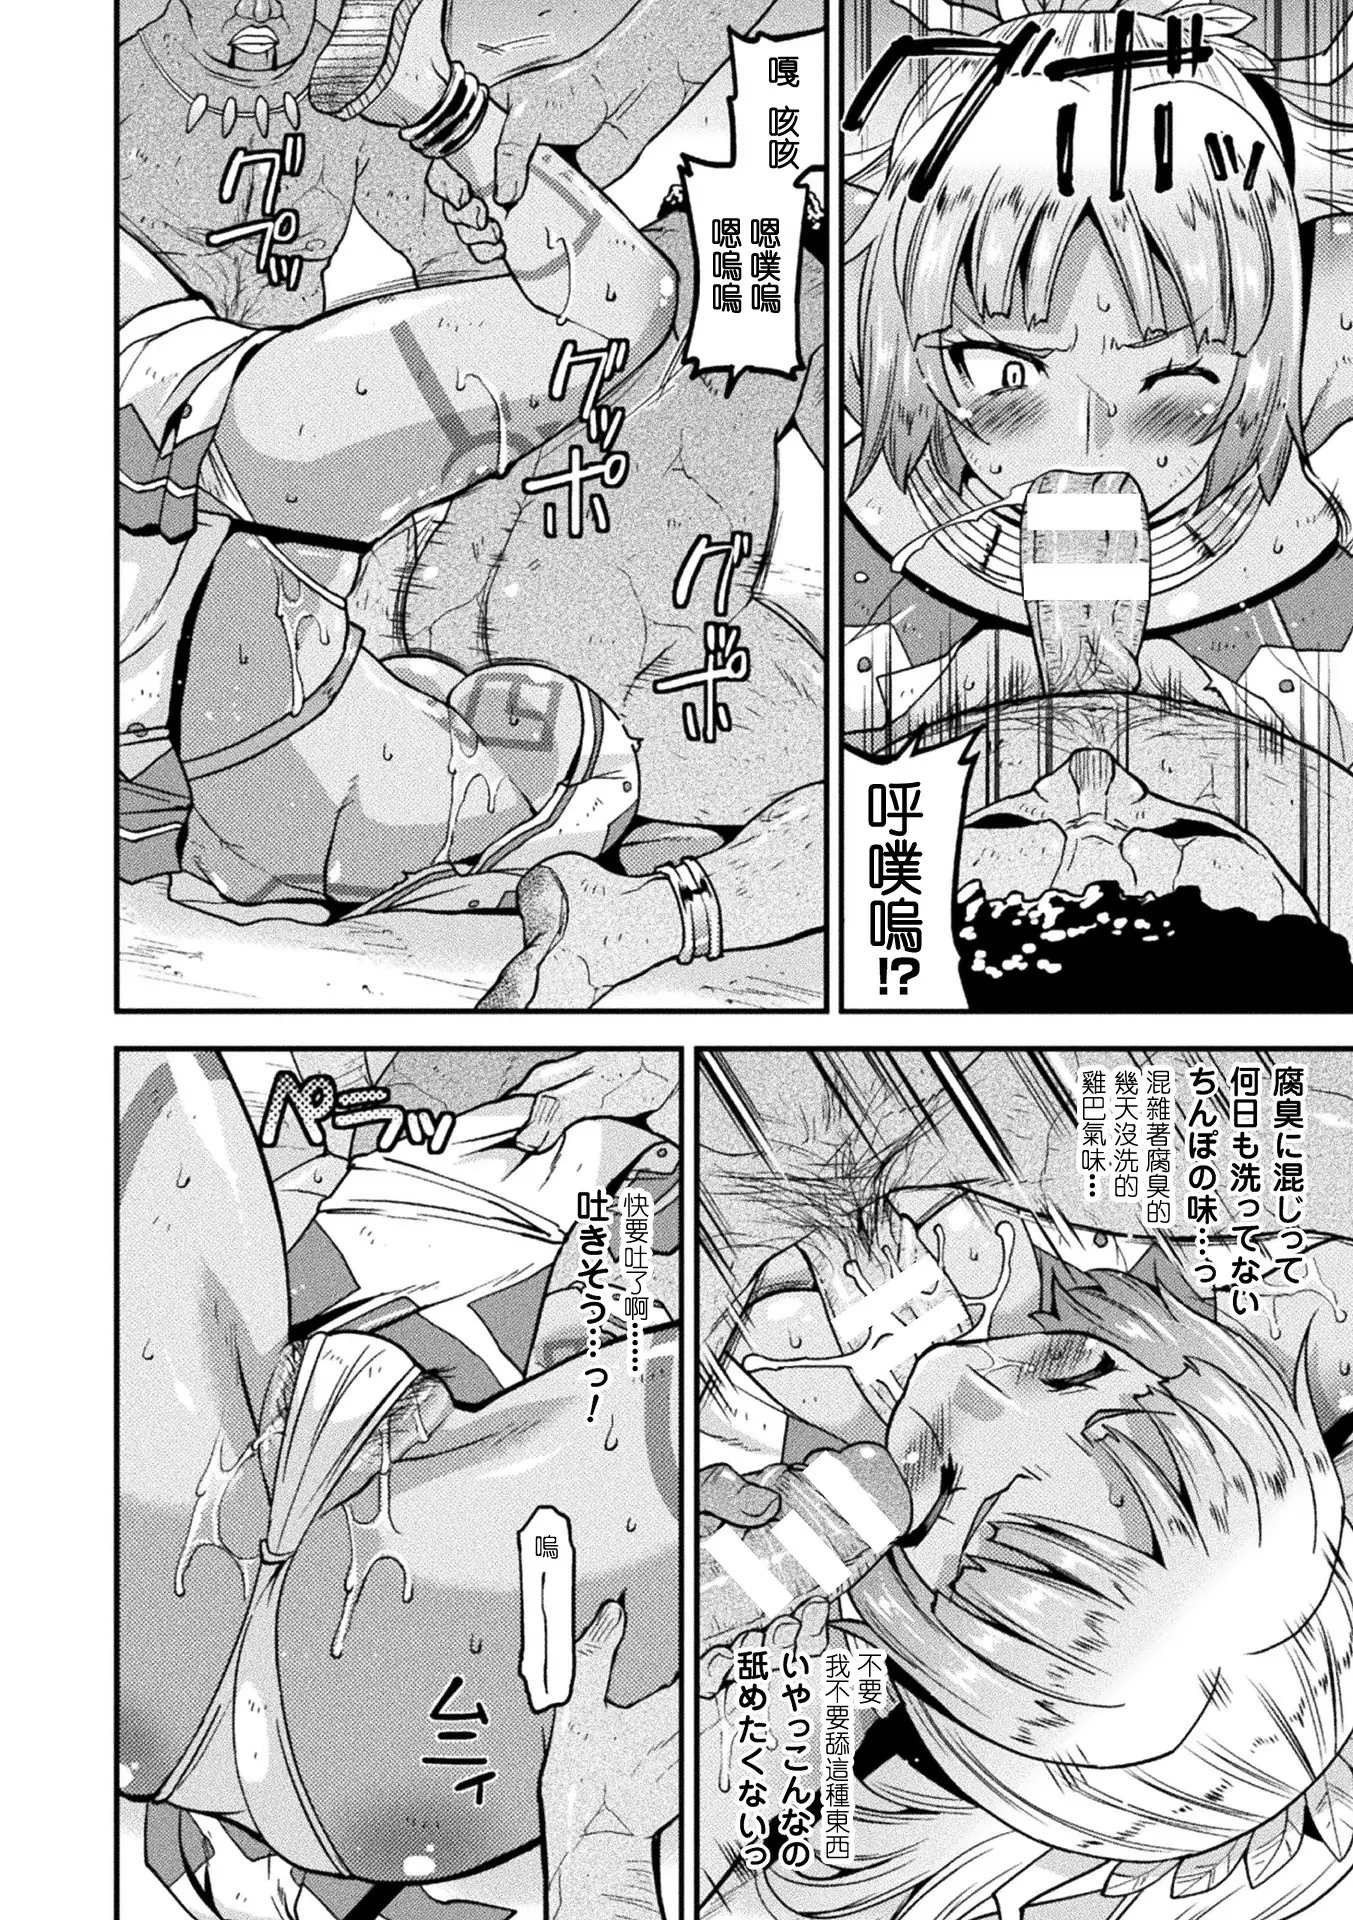 グポッ
呼噗嗚!?
嘎 咳咳
嗯噗嗚
嗯嗚嗚
グプッ
グッポ
グッポ
腐臭に混じって
何日も洗ってない
ちんぽの味…ぅ
混雜著腐臭的
幾天沒洗的
雞巴氣味…
不要
我不要舔這種東西
いやっこんなの
舐めたくないっ
ペラッ
快要吐了啊……
吐きそう…っ!
嗚
ムニィ